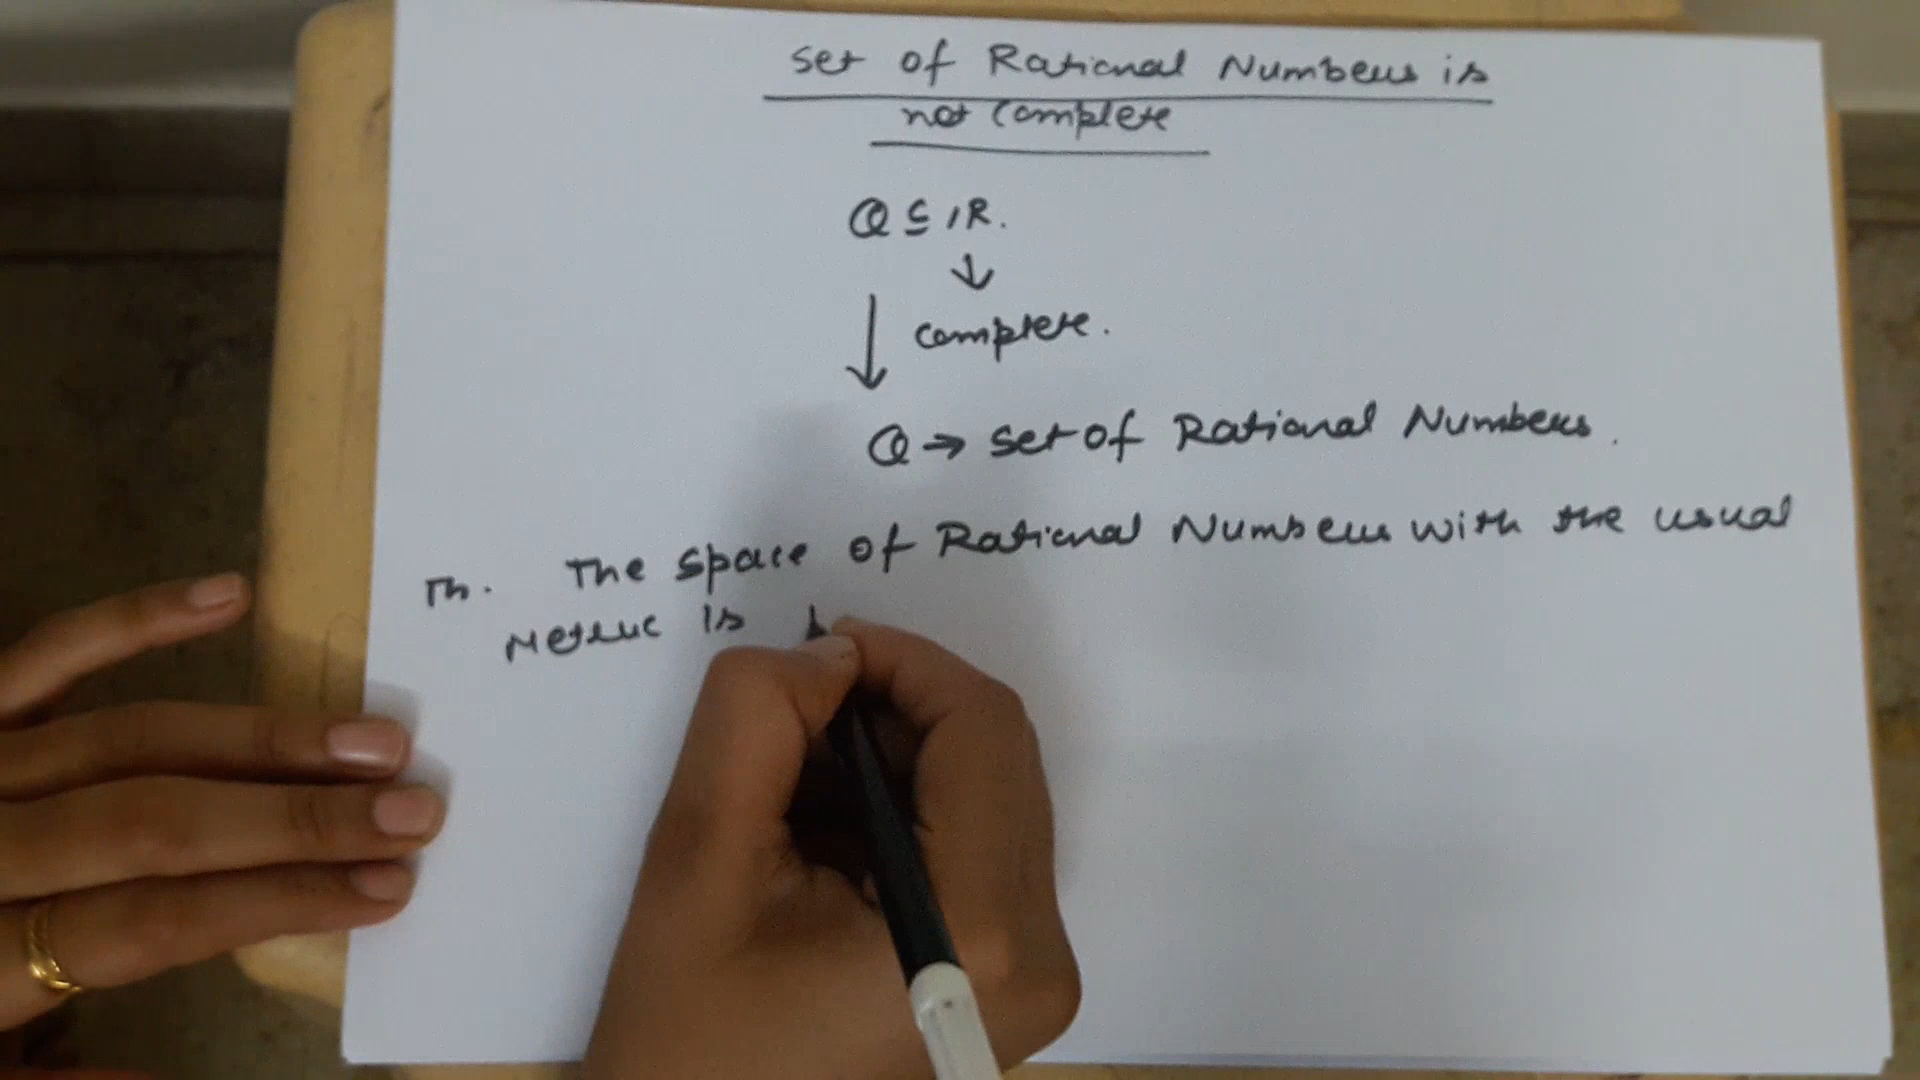 Set of Rational Numbers is
not Complete
Q ⊆ IR.
↓
↓ Complete.
Q → Set of Rational Numbers.
Th. The space of Rational Numbers with the usual
Metric is